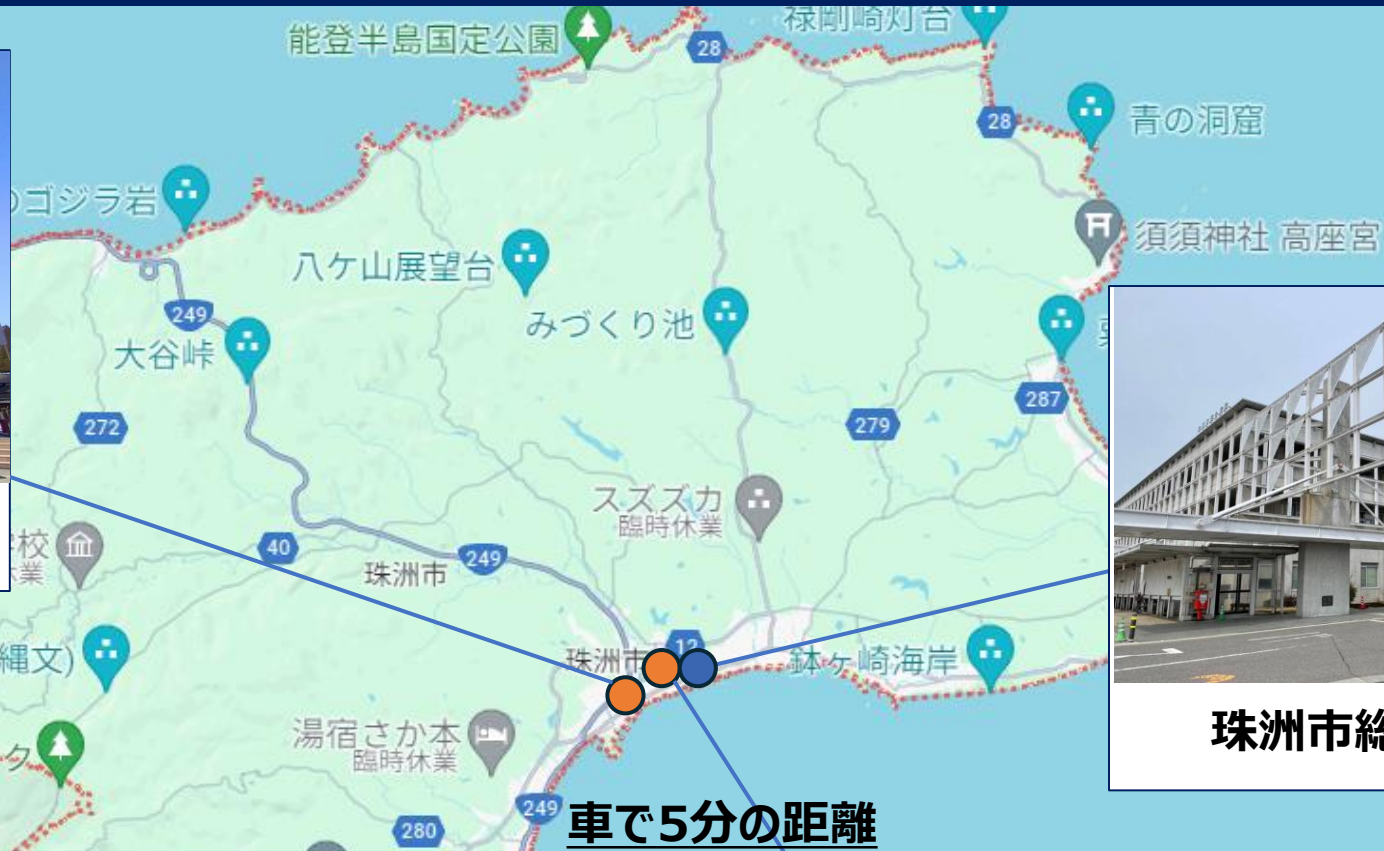 能登半島国定公園
28
禄剛崎灯台
28
青の洞窟
のゴジラ岩
須須神社 高座宮
八ケ山展望台
249
みづくり池
大谷峠
287
272
279
スズズカ
臨時休業
校
業
40
249
珠洲市
縄文)
珠洲市
12
鉢ヶ崎海岸
珠洲市総
湯宿さか本
臨時休業
ク
249
車で5分の距離
280